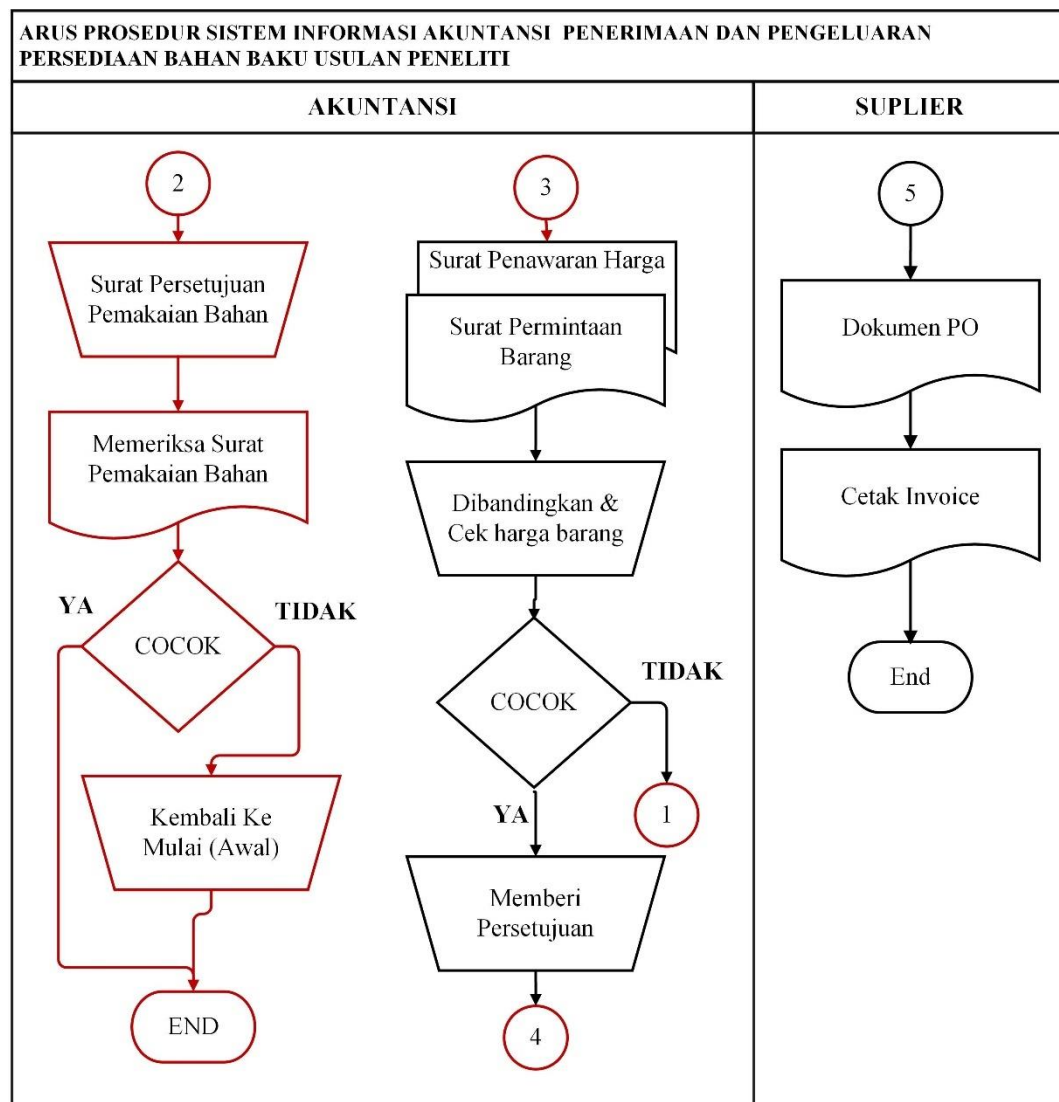 ARUS PROSEDUR SISTEM INFORMASI AKUNTANSI PENERIMAAN DAN PENGELUARAN
PERSEDIAAN BAHAN BAKU USULAN PENELITI
AKUNTANSI
SUPLIER
2
Surat Persetujuan
Pemakaian Bahan
Memeriksa Surat
Pemakaian Bahan
YA
TIDAK
COCOK
Kembali Ke
Mulai (Awal)
END
3
Surat Penawaran Harga
Surat Permintaan
Barang
Dibandingkan &
Cek harga barang
TIDAK
COCOK
1
YA
Memberi
Persetujuan
4
5
Dokumen PO
Cetak Invoice
End